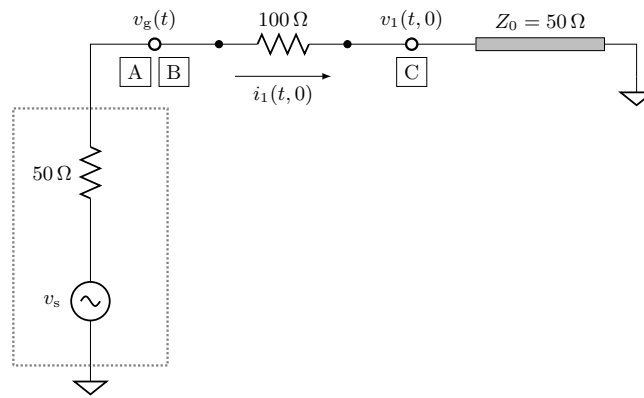 v_g(t)
100 Ω
v_1(t, 0)
Z_0 = 50 Ω
A B
i_1(t, 0)
C
50 Ω
v_s